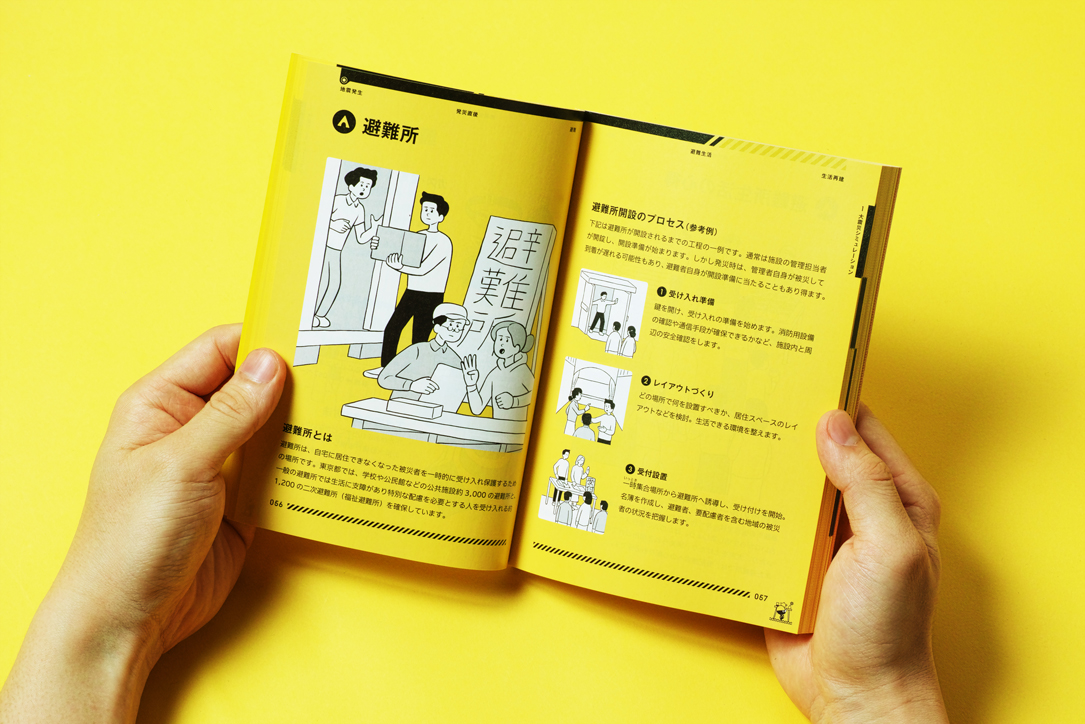 地震発生
発災直後
避難所
避難所
避難所とは
避難所は、自宅に居住できなくなった被災者を一時的に受け入れ保護するため
の場所です。東京都では、学校や公民館などの公共施設約 3,000 の避難所と、
一般の避難所では生活に支障があり特別な配慮を必要とする人を受け入れる約
1,200 の二次避難所（福祉避難所）を確保しています。
066
避難生活
生活再建
大震災シミュレーション
避難所開設のプロセス（参考例）
下記は避難所が開設されるまでの工程の一例です。通常は施設の管理担当者
が開錠し、開設準備が始まります。しかし発災時は、管理者自身が被災して
到着が遅れる可能性もあり、避難者自身が開設準備に当たることもあり得ます。
1 受け入れ準備
鍵を開け、受け入れの準備を始めます。消防用設備
の確認や通信手段が確保できるかなど、施設内と周
辺の安全確認をします。
2 レイアウトづくり
どの場所で何を設置すべきか、居住スペースのレイ
アウトなどを検討。生活できる環境を整えます。
3 受付設置
一時集合場所から避難所へ誘導し、受け付けを開始。
名簿を作成し、避難者、要配慮者を含む地域の被災
者の状況を把握します。
067